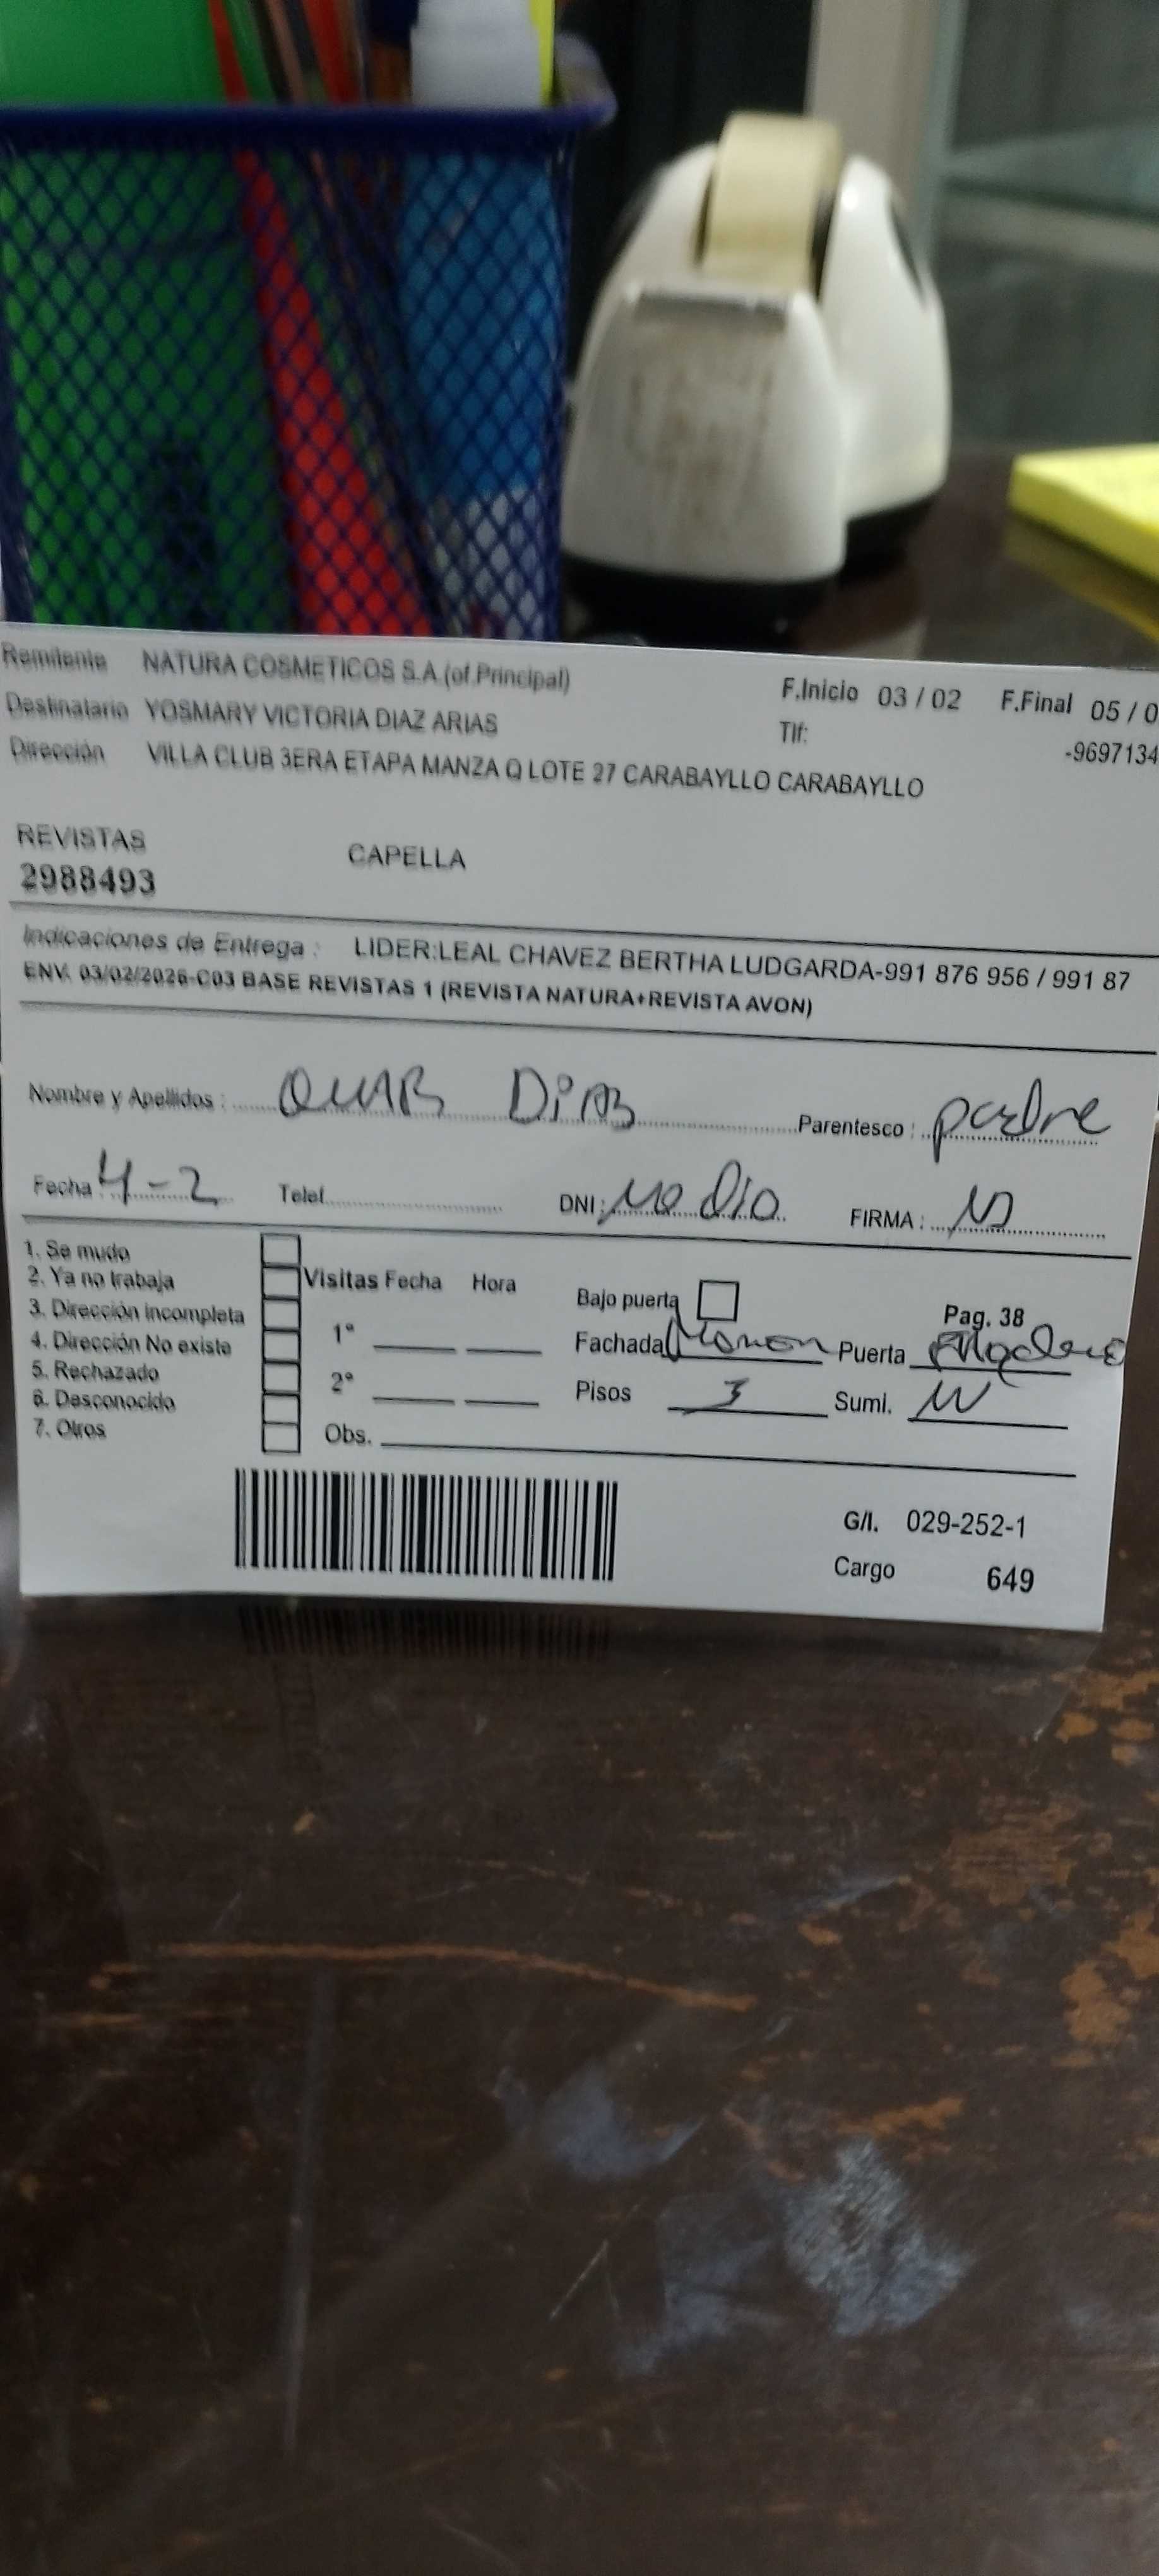 Remitente NATURA COSMETICOS S.A.(of.Principal) F.Inicio 03 / 02 F.Final 05 / 0
Destinatario YOSMARY VICTORIA DIAZ ARIAS Tlf: -9697134
Dirección VILLA CLUB 3ERA ETAPA MANZA Q LOTE 27 CARABAYLLO CARABAYLLO
REVISTAS CAPELLA
2988493
Indicaciones de Entrega : LIDER:LEAL CHAVEZ BERTHA LUDGARDA-991 876 956 / 991 87
ENV. 03/02/2026-C03 BASE REVISTAS 1 (REVISTA NATURA+REVISTA AVON)
Nombre y Apellidos : OMAR DiAZ Parentesco : padre
Fecha 4-2 Telef. DNI: No dio FIRMA :
1. Se mudo
2. Ya no trabaja Visitas Fecha Hora Bajo puerta Pag. 38
3. Dirección incompleta 1° Fachada Puerta
4. Dirección No existe
5. Rechazado 2° Pisos 3 Sumi.
6. Desconocido
7. Otros Obs.
G/I. 029-252-1
Cargo 649